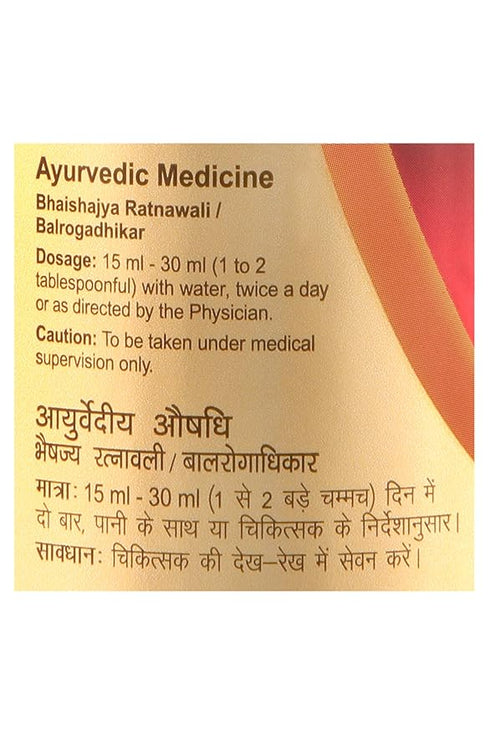 Ayurvedic Medicine
Bhaishajya Ratnawali /
Balrogadhikar
Dosage: 15 ml - 30 ml (1 to 2
tablespoonful) with water, twice a day
or as directed by the Physician.
Caution: To be taken under medical
supervision only.
आयुर्वेदीय औषधि
भैषज्य रत्नावली / बालरोगाधिकार
मात्रा: 15 ml - 30 ml (1 से 2 बड़े चम्मच) दिन में
दो बार, पानी के साथ या चिकित्सक के निर्देशानुसार।
सावधान: चिकित्सक की देख–रेख में सेवन करें।